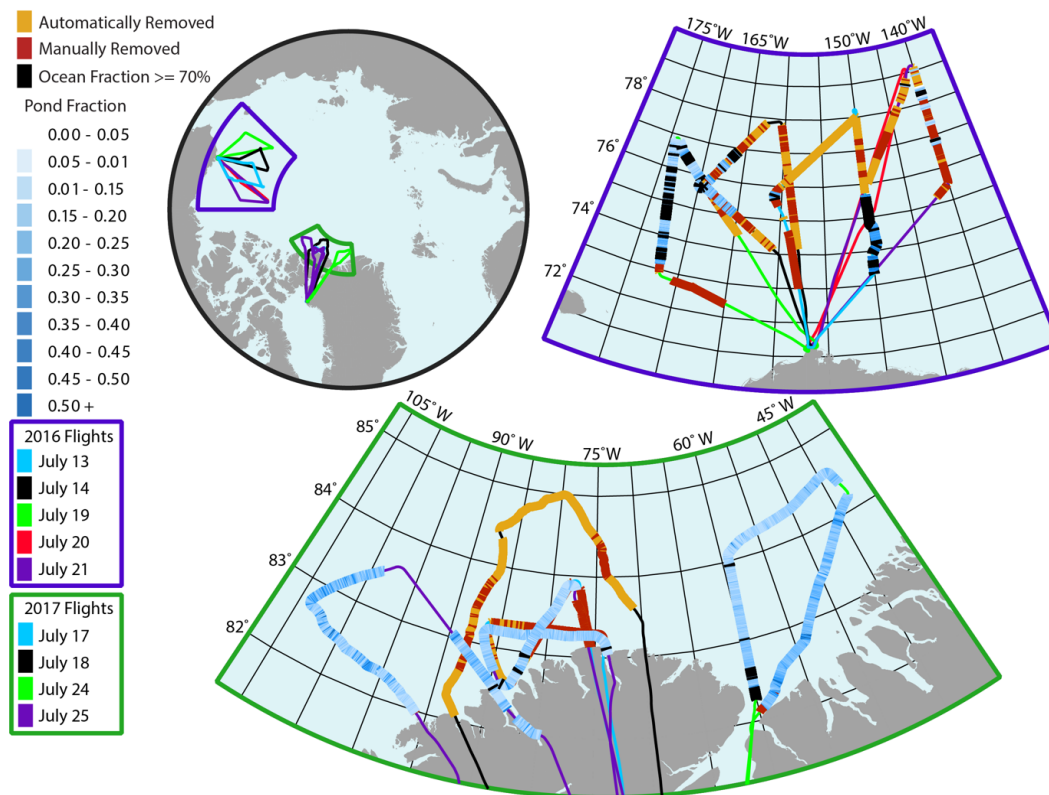 Automatically Removed
Manually Removed
Ocean Fraction >= 70%
Pond Fraction
0.00 - 0.05
0.05 - 0.01
0.01 - 0.15
0.15 - 0.20
0.20 - 0.25
0.25 - 0.30
0.30 - 0.35
0.35 - 0.40
0.40 - 0.45
0.45 - 0.50
0.50 +
2016 Flights
July 13
July 14
July 19
July 20
July 21
2017 Flights
July 17
July 18
July 24
July 25
175°W
165°W
150°W
140°W
78°
76°
74°
72°
105°W
90°W
75°W
60°W
45°W
85°
84°
83°
82°